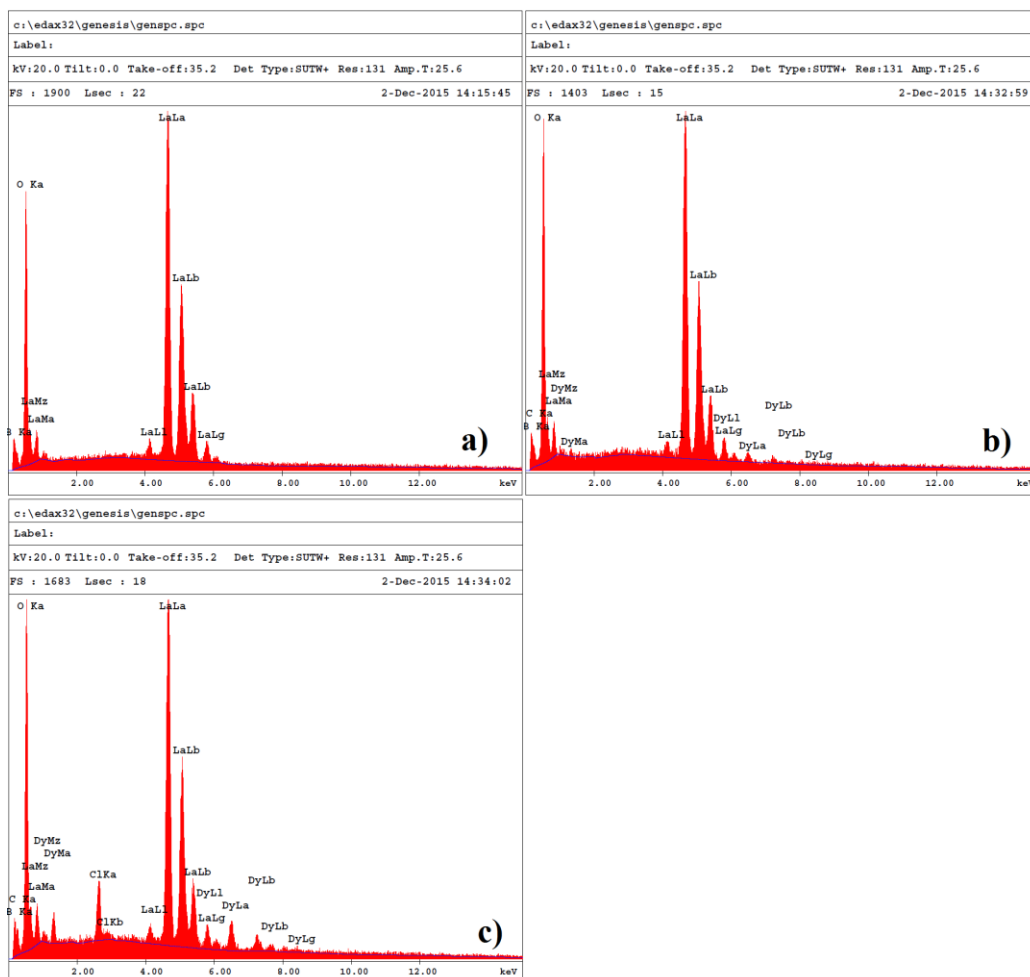 c:\edax32\genesis\genspc.spc
Label:
kV:20.0 Tilt:0.0 Take-off:35.2 Det Type:SUTW+ Res:131 Amp.T:25.6
FS : 1900 Lsec : 22 2-Dec-2015 14:15:45
LaLa
O Ka
LaLb
LaLb
LaMz
LaMa
B Ka
LaLl
LaLg
a)
2.00 4.00 6.00 8.00 10.00 12.00 keV
c:\edax32\genesis\genspc.spc
Label:
kV:20.0 Tilt:0.0 Take-off:35.2 Det Type:SUTW+ Res:131 Amp.T:25.6
FS : 1403 Lsec : 15 2-Dec-2015 14:32:59
O Ka
LaLa
LaLb
LaMz
DyMz
LaLb
LaMa
DyLb
C Ka
DyLl
B Ka
LaLg
DyLb
DyMa
LaLl
DyLa
DyLg
b)
2.00 4.00 6.00 8.00 10.00 12.00 keV
c:\edax32\genesis\genspc.spc
Label:
kV:20.0 Tilt:0.0 Take-off:35.2 Det Type:SUTW+ Res:131 Amp.T:25.6
FS : 1683 Lsec : 18 2-Dec-2015 14:34:02
O Ka
LaLa
LaLb
DyMz
DyMa
LaMz
ClKa
LaLb
DyLb
LaMa
DyLl
C Ka
DyLa
B Ka
LaLl
ClKb
LaLg
DyLb
DyLg
c)
2.00 4.00 6.00 8.00 10.00 12.00 keV